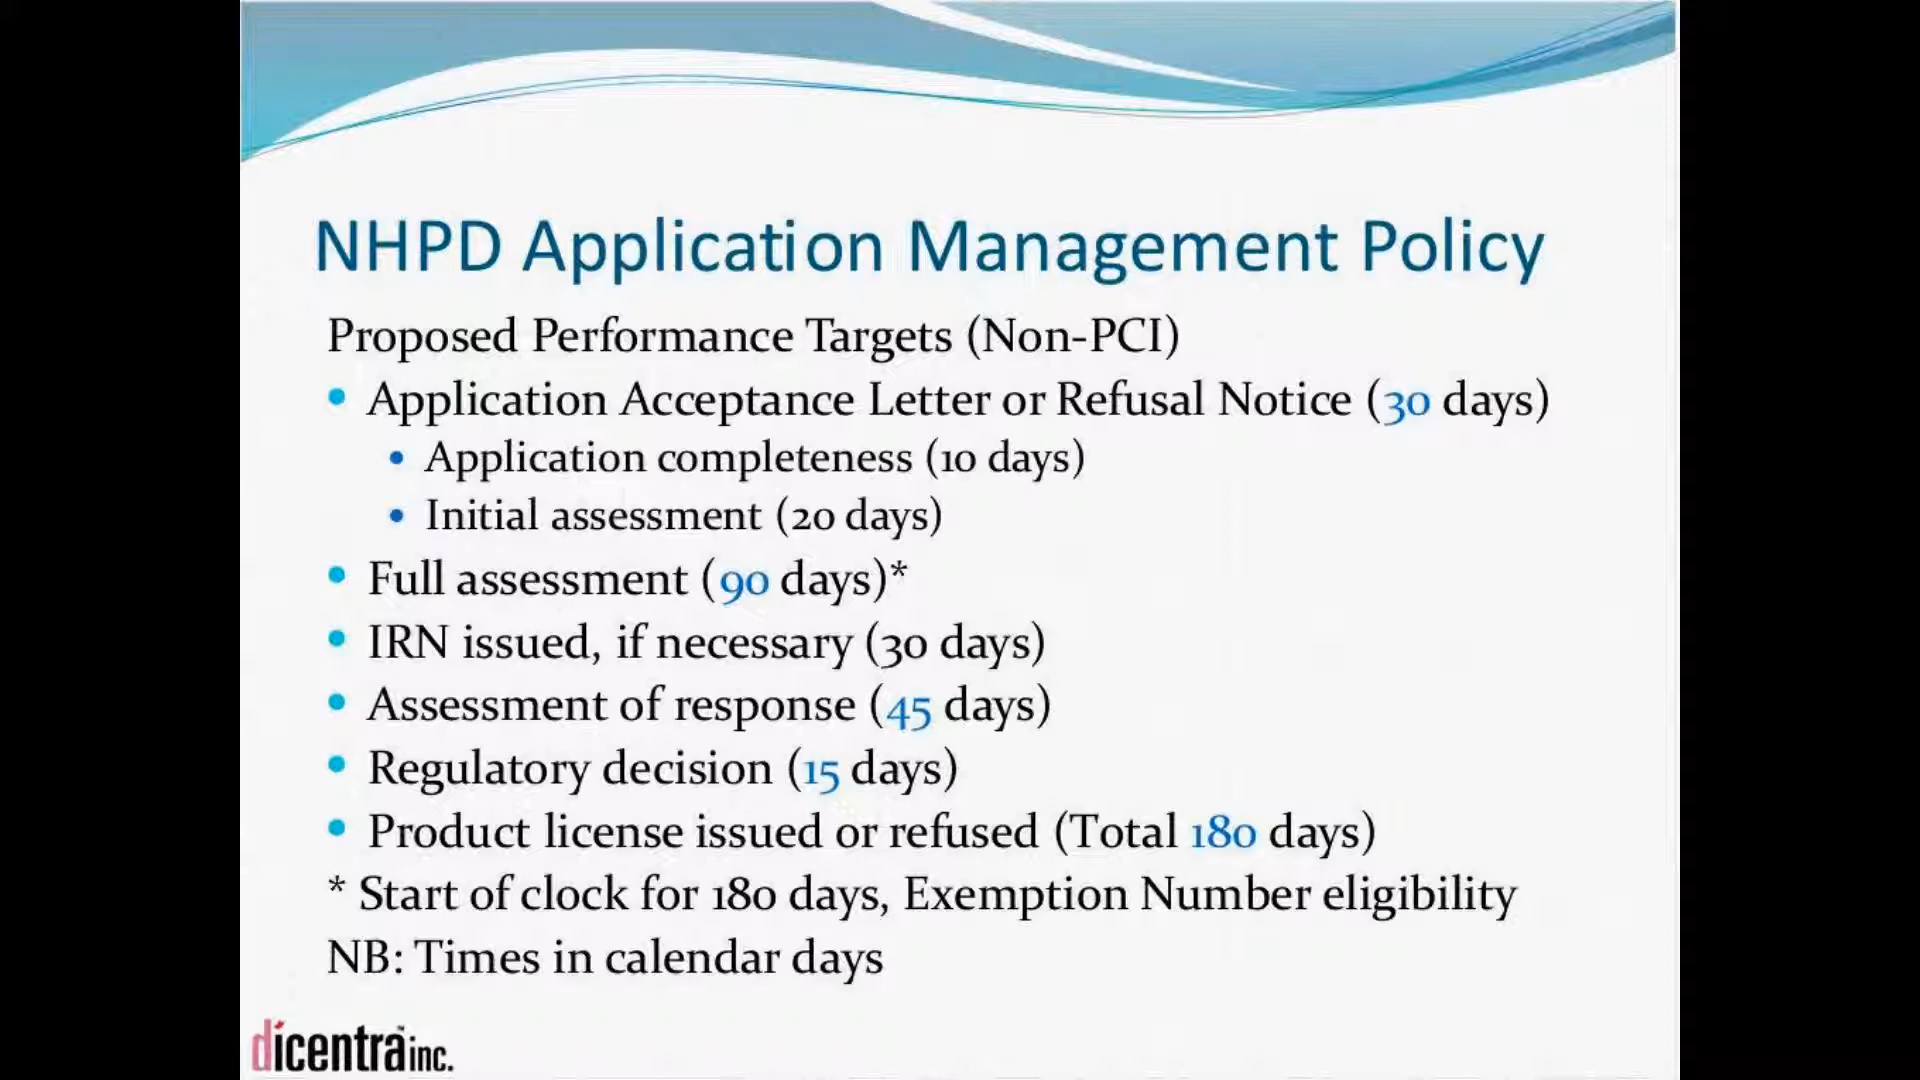 NHPD Application Management Policy
Proposed Performance Targets (Non-PCI)
• Application Acceptance Letter or Refusal Notice (30 days)
• Application completeness (10 days)
• Initial assessment (20 days)
• Full assessment (90 days)*
• IRN issued, if necessary (30 days)
• Assessment of response (45 days)
• Regulatory decision (15 days)
• Product license issued or refused (Total 180 days)
* Start of clock for 180 days, Exemption Number eligibility
NB: Times in calendar days
dicentra inc.